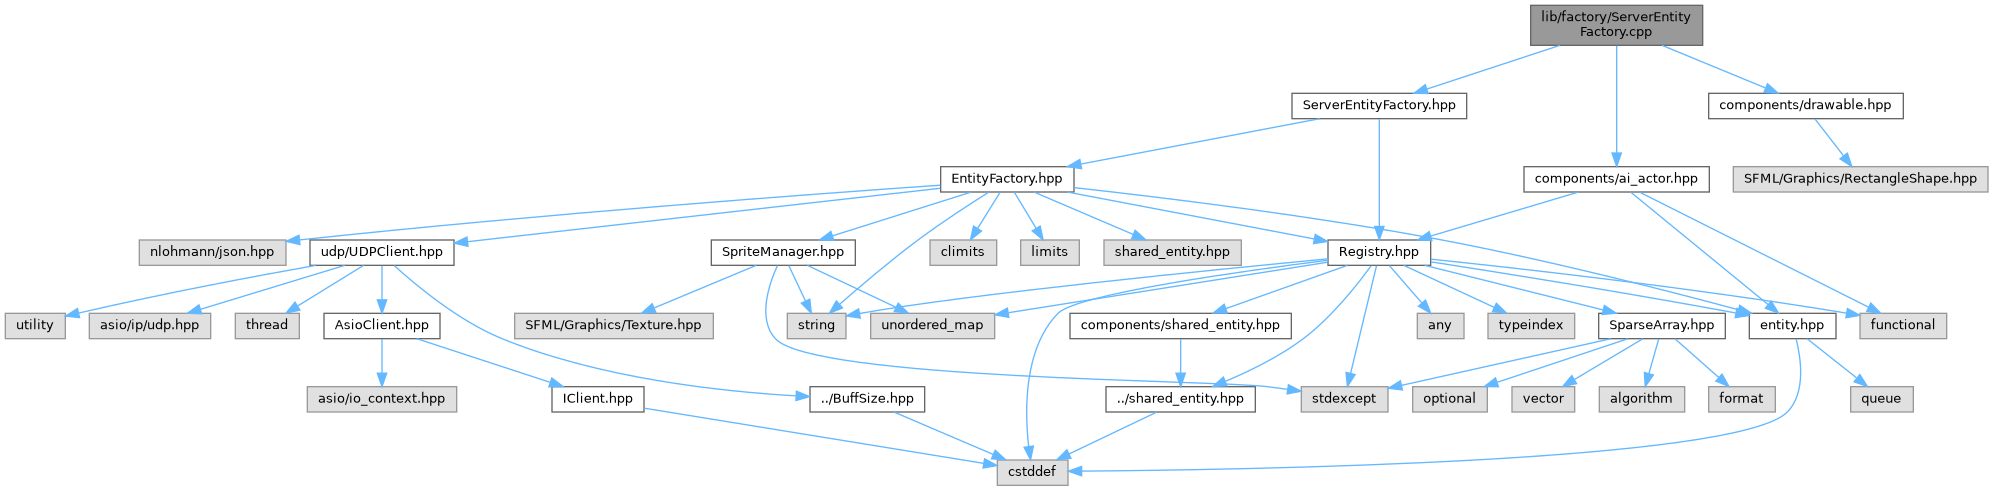 lib/factory/ServerEntity
Factory.cpp
ServerEntityFactory.hpp
components/drawable.hpp
EntityFactory.hpp
components/ai_actor.hpp
SFML/Graphics/RectangleShape.hpp
nlohmann/json.hpp
udp/UDPClient.hpp
SpriteManager.hpp
climits
limits
shared_entity.hpp
Registry.hpp
utility
asio/ip/udp.hpp
thread
AsioClient.hpp
SFML/Graphics/Texture.hpp
string
unordered_map
components/shared_entity.hpp
any
typeindex
SparseArray.hpp
entity.hpp
functional
asio/io_context.hpp
IClient.hpp
../BuffSize.hpp
../shared_entity.hpp
stdexcept
optional
vector
algorithm
format
queue
cstddef